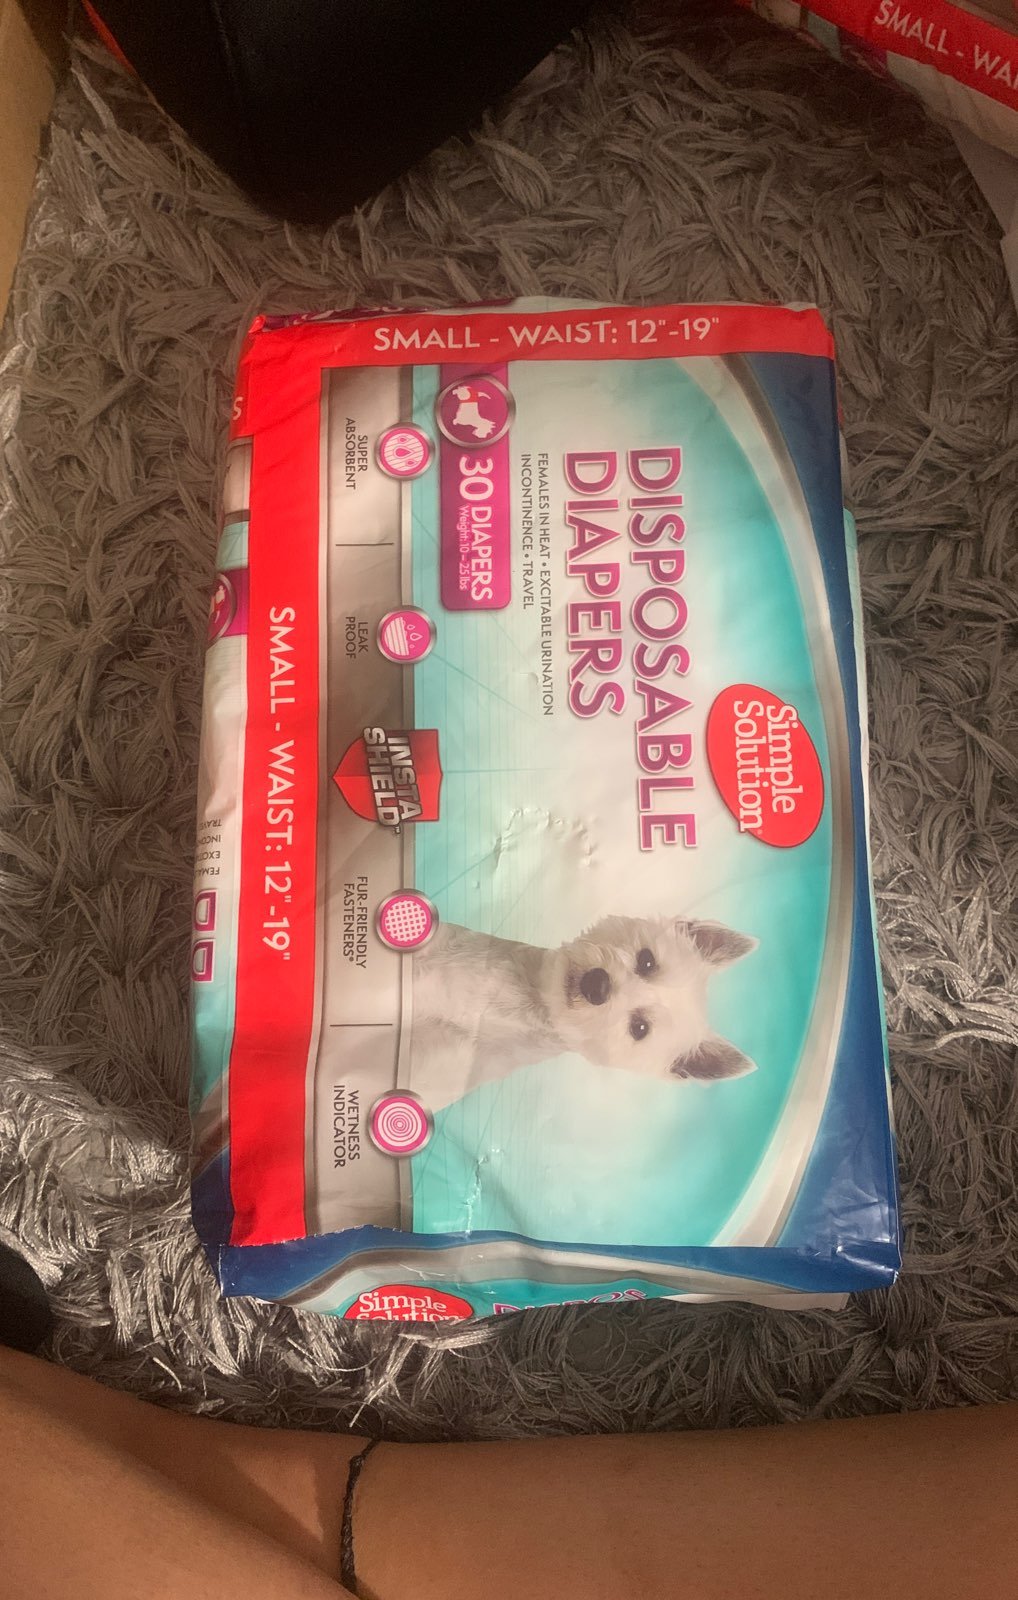 SMALL - WAIST: 12"-19"
Simple
Solution®
DISPOSABLE
DIAPERS
FEMALES IN HEAT • EXCITABLE URINATION
INCONTINENCE • TRAVEL
30 DIAPERS
Weight: 10 - 25 lbs
SUPER
ABSORBENT
LEAK
PROOF
INSTA
SHIELD™
FUR-FRIENDLY
FASTENERS®
WETNESS
INDICATOR
SMALL - WAIST: 12"-19"
Simple
Solution
SMALL -